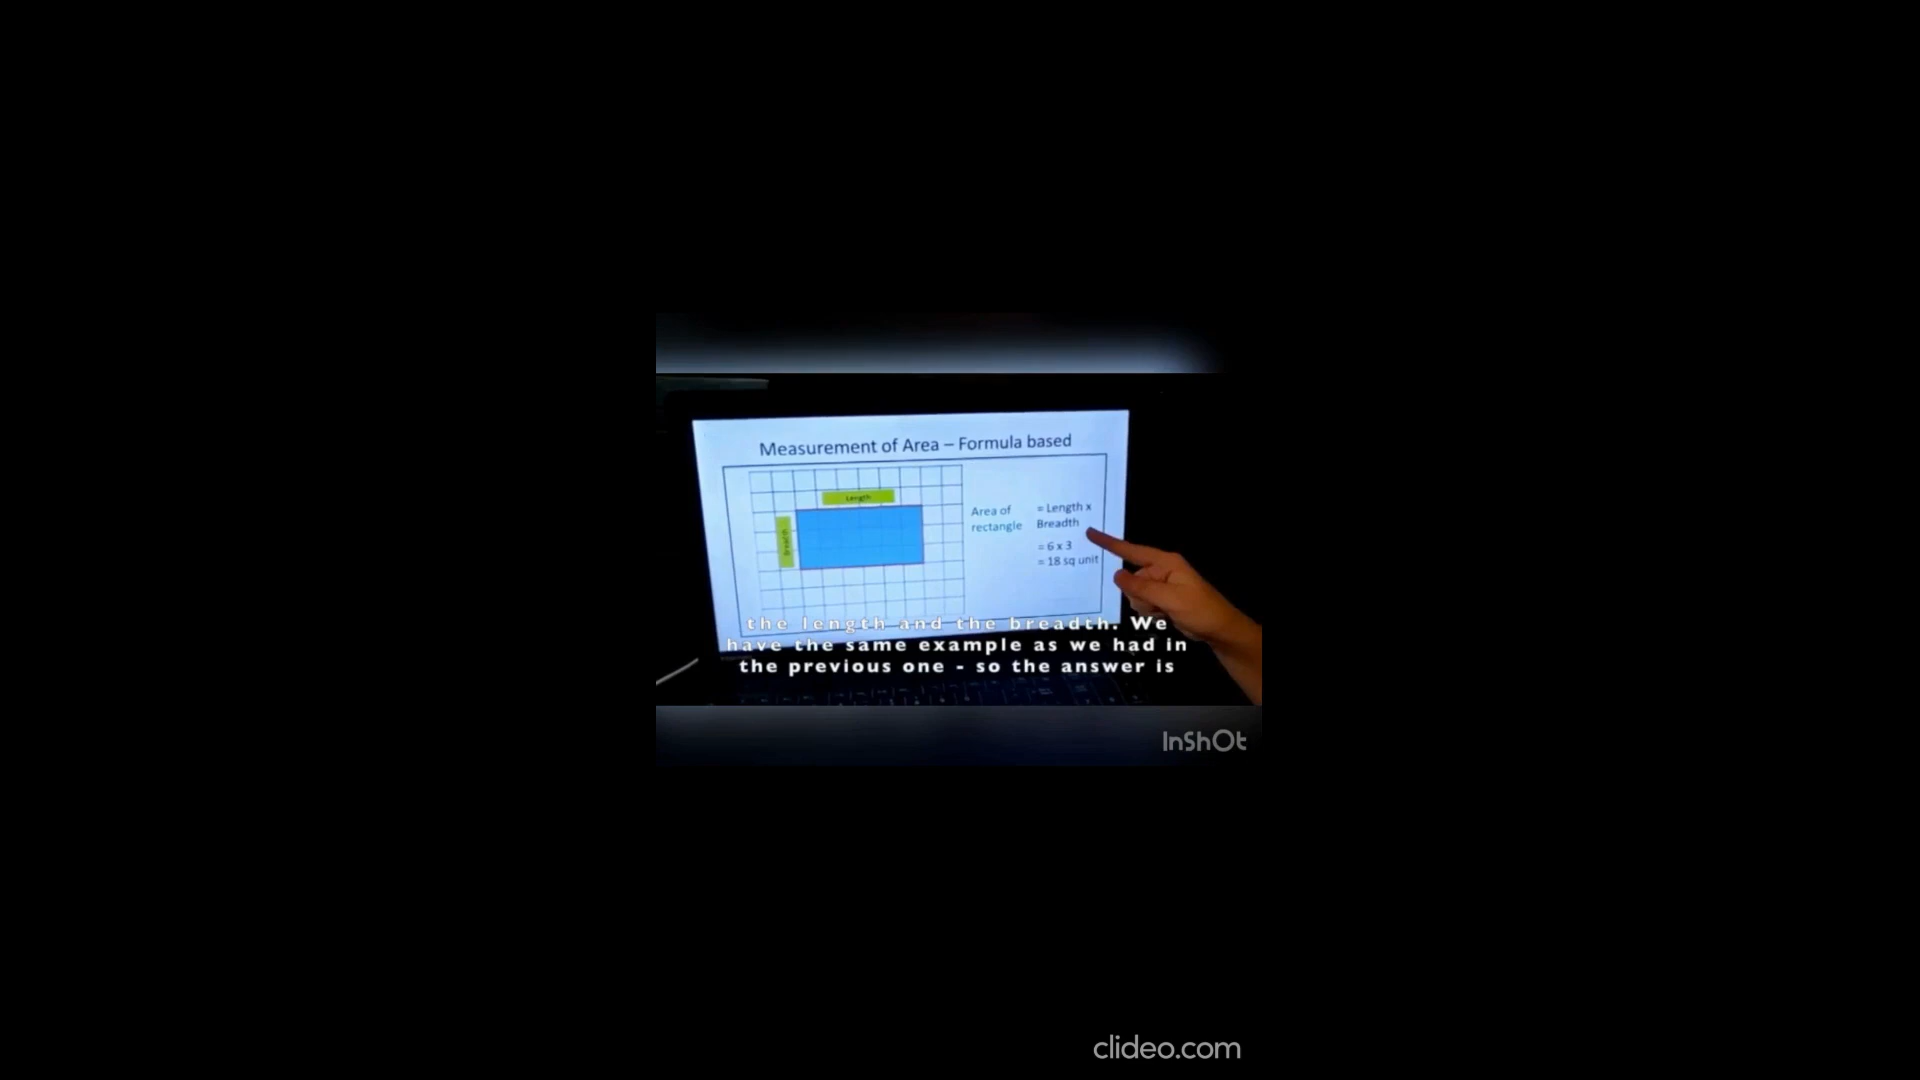 Measurement of Area – Formula based
Length
Breadth
Area of
rectangle
= Length x
Breadth
= 6 x 3
= 18 sq unit
the length and the breadth. We
have the same example as we had in
the previous one - so the answer is
InShOt
clideo.com